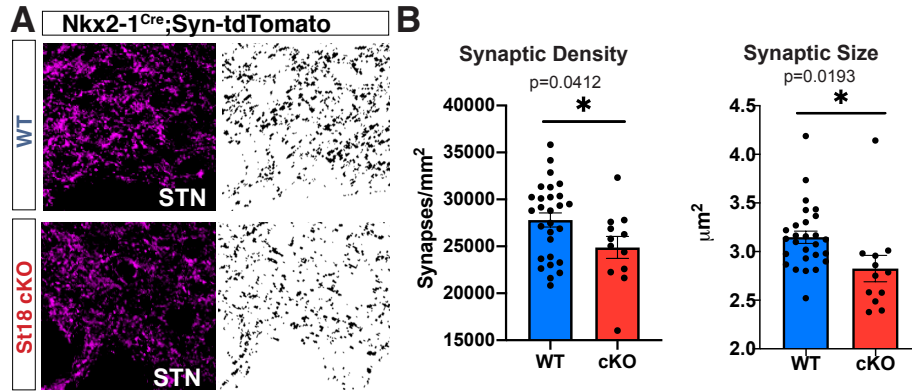 A
Nkx2-1Cre;Syn-tdTomato
WT
STN
St18 cKO
STN
B
Synaptic Density
p=0.0412
*
Synapses/mm2
40000
35000
30000
25000
20000
15000
WT cKO
Synaptic Size
p=0.0193
*
μm2
4.5
4.0
3.5
3.0
2.5
2.0
WT cKO